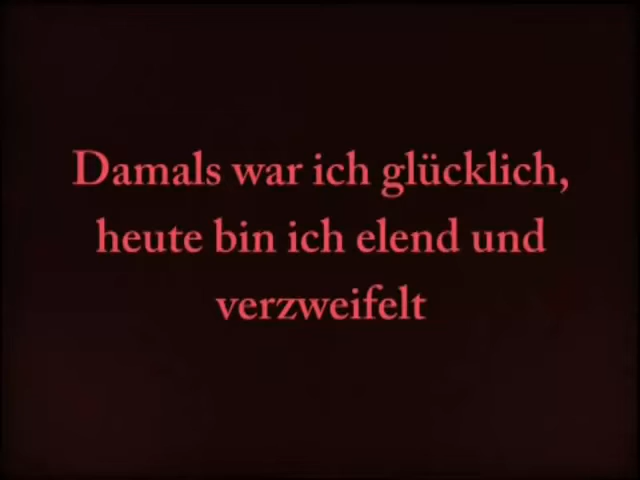 Damals war ich glücklich,
heute bin ich elend und
verzweifelt